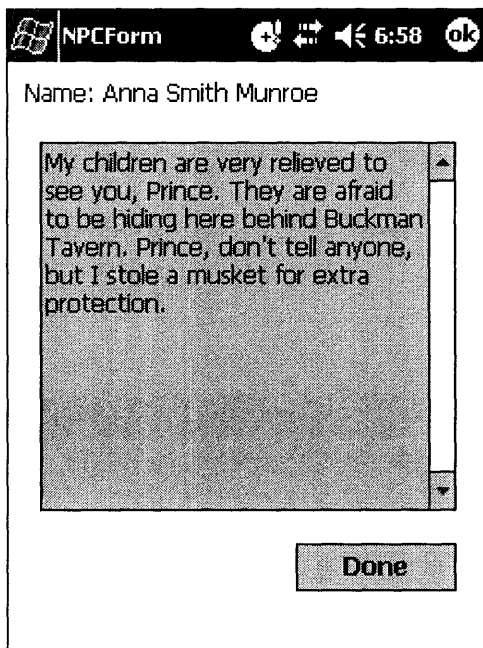 NPCForm 6:58 ok
Name: Anna Smith Munroe
My children are very relieved to
see you, Prince. They are afraid
to be hiding here behind Buckman
Tavern. Prince, don't tell anyone,
but I stole a musket for extra
protection.
Done